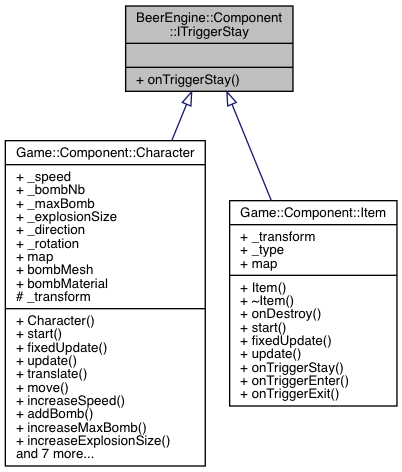 BeerEngine::Component
::ITriggerStay
+ onTriggerStay()
Game::Component::Character
+ _speed
+ _bombNb
+ _maxBomb
+ _explosionSize
+ _direction
+ _rotation
+ map
+ bombMesh
+ bombMaterial
# _transform
+ Character()
+ start()
+ fixedUpdate()
+ update()
+ translate()
+ move()
+ increaseSpeed()
+ addBomb()
+ increaseMaxBomb()
+ increaseExplosionSize()
and 7 more...
Game::Component::Item
+ _transform
+ _type
+ map
+ Item()
+ ~Item()
+ onDestroy()
+ start()
+ fixedUpdate()
+ update()
+ onTriggerStay()
+ onTriggerEnter()
+ onTriggerExit()